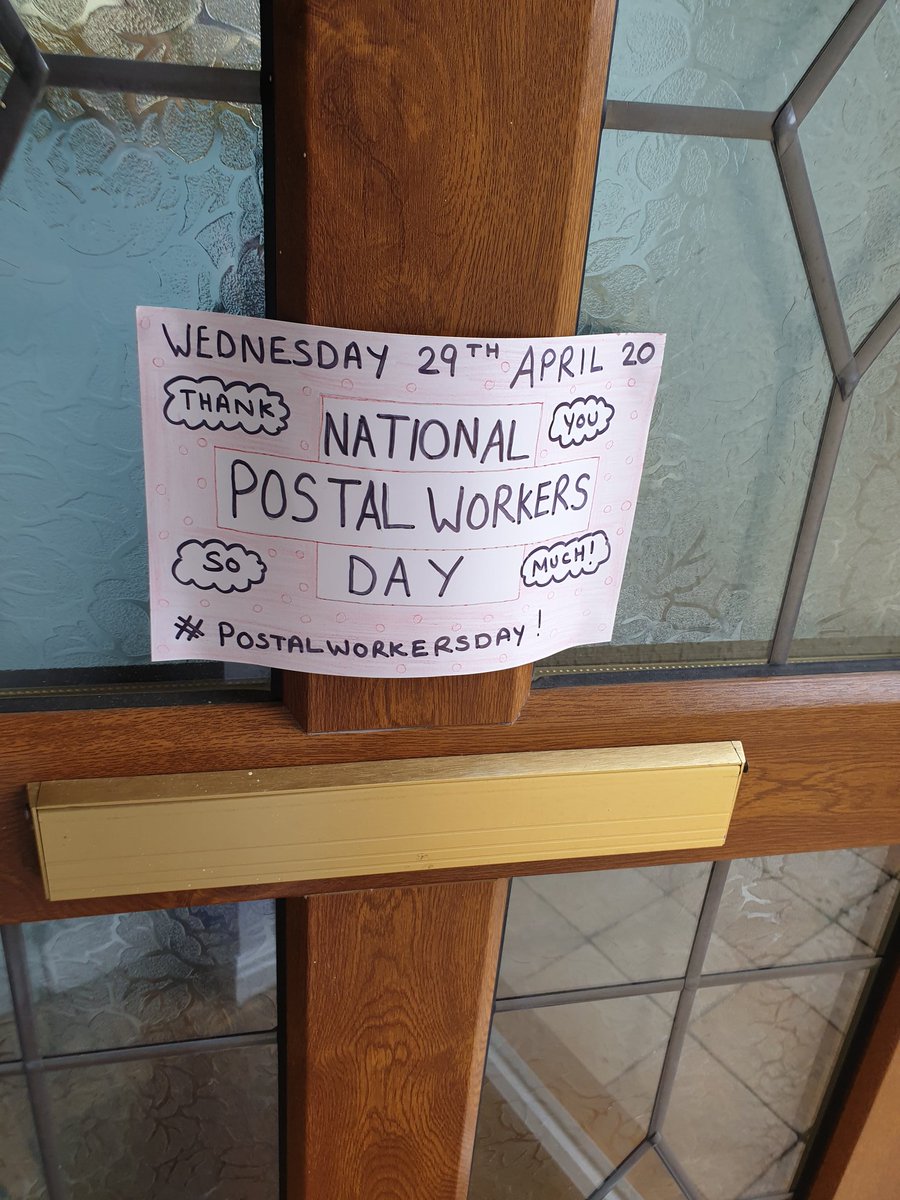 WEDNESDAY 29TH APRIL 20
THANK
NATIONAL
YOU
POSTAL WORKERS
SO
DAY
MUCH!
# POSTALWORKERSDAY!